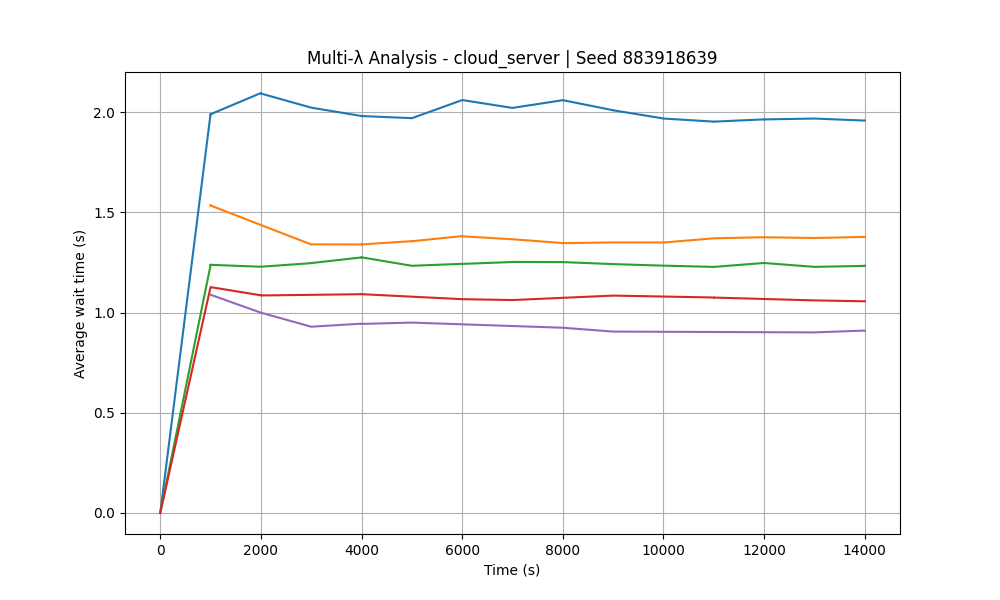 Multi-λ Analysis - cloud_server | Seed 883918639
Average wait time (s)
2.0
1.5
1.0
0.5
0.0
0 2000 4000 6000 8000 10000 12000 14000
Time (s)